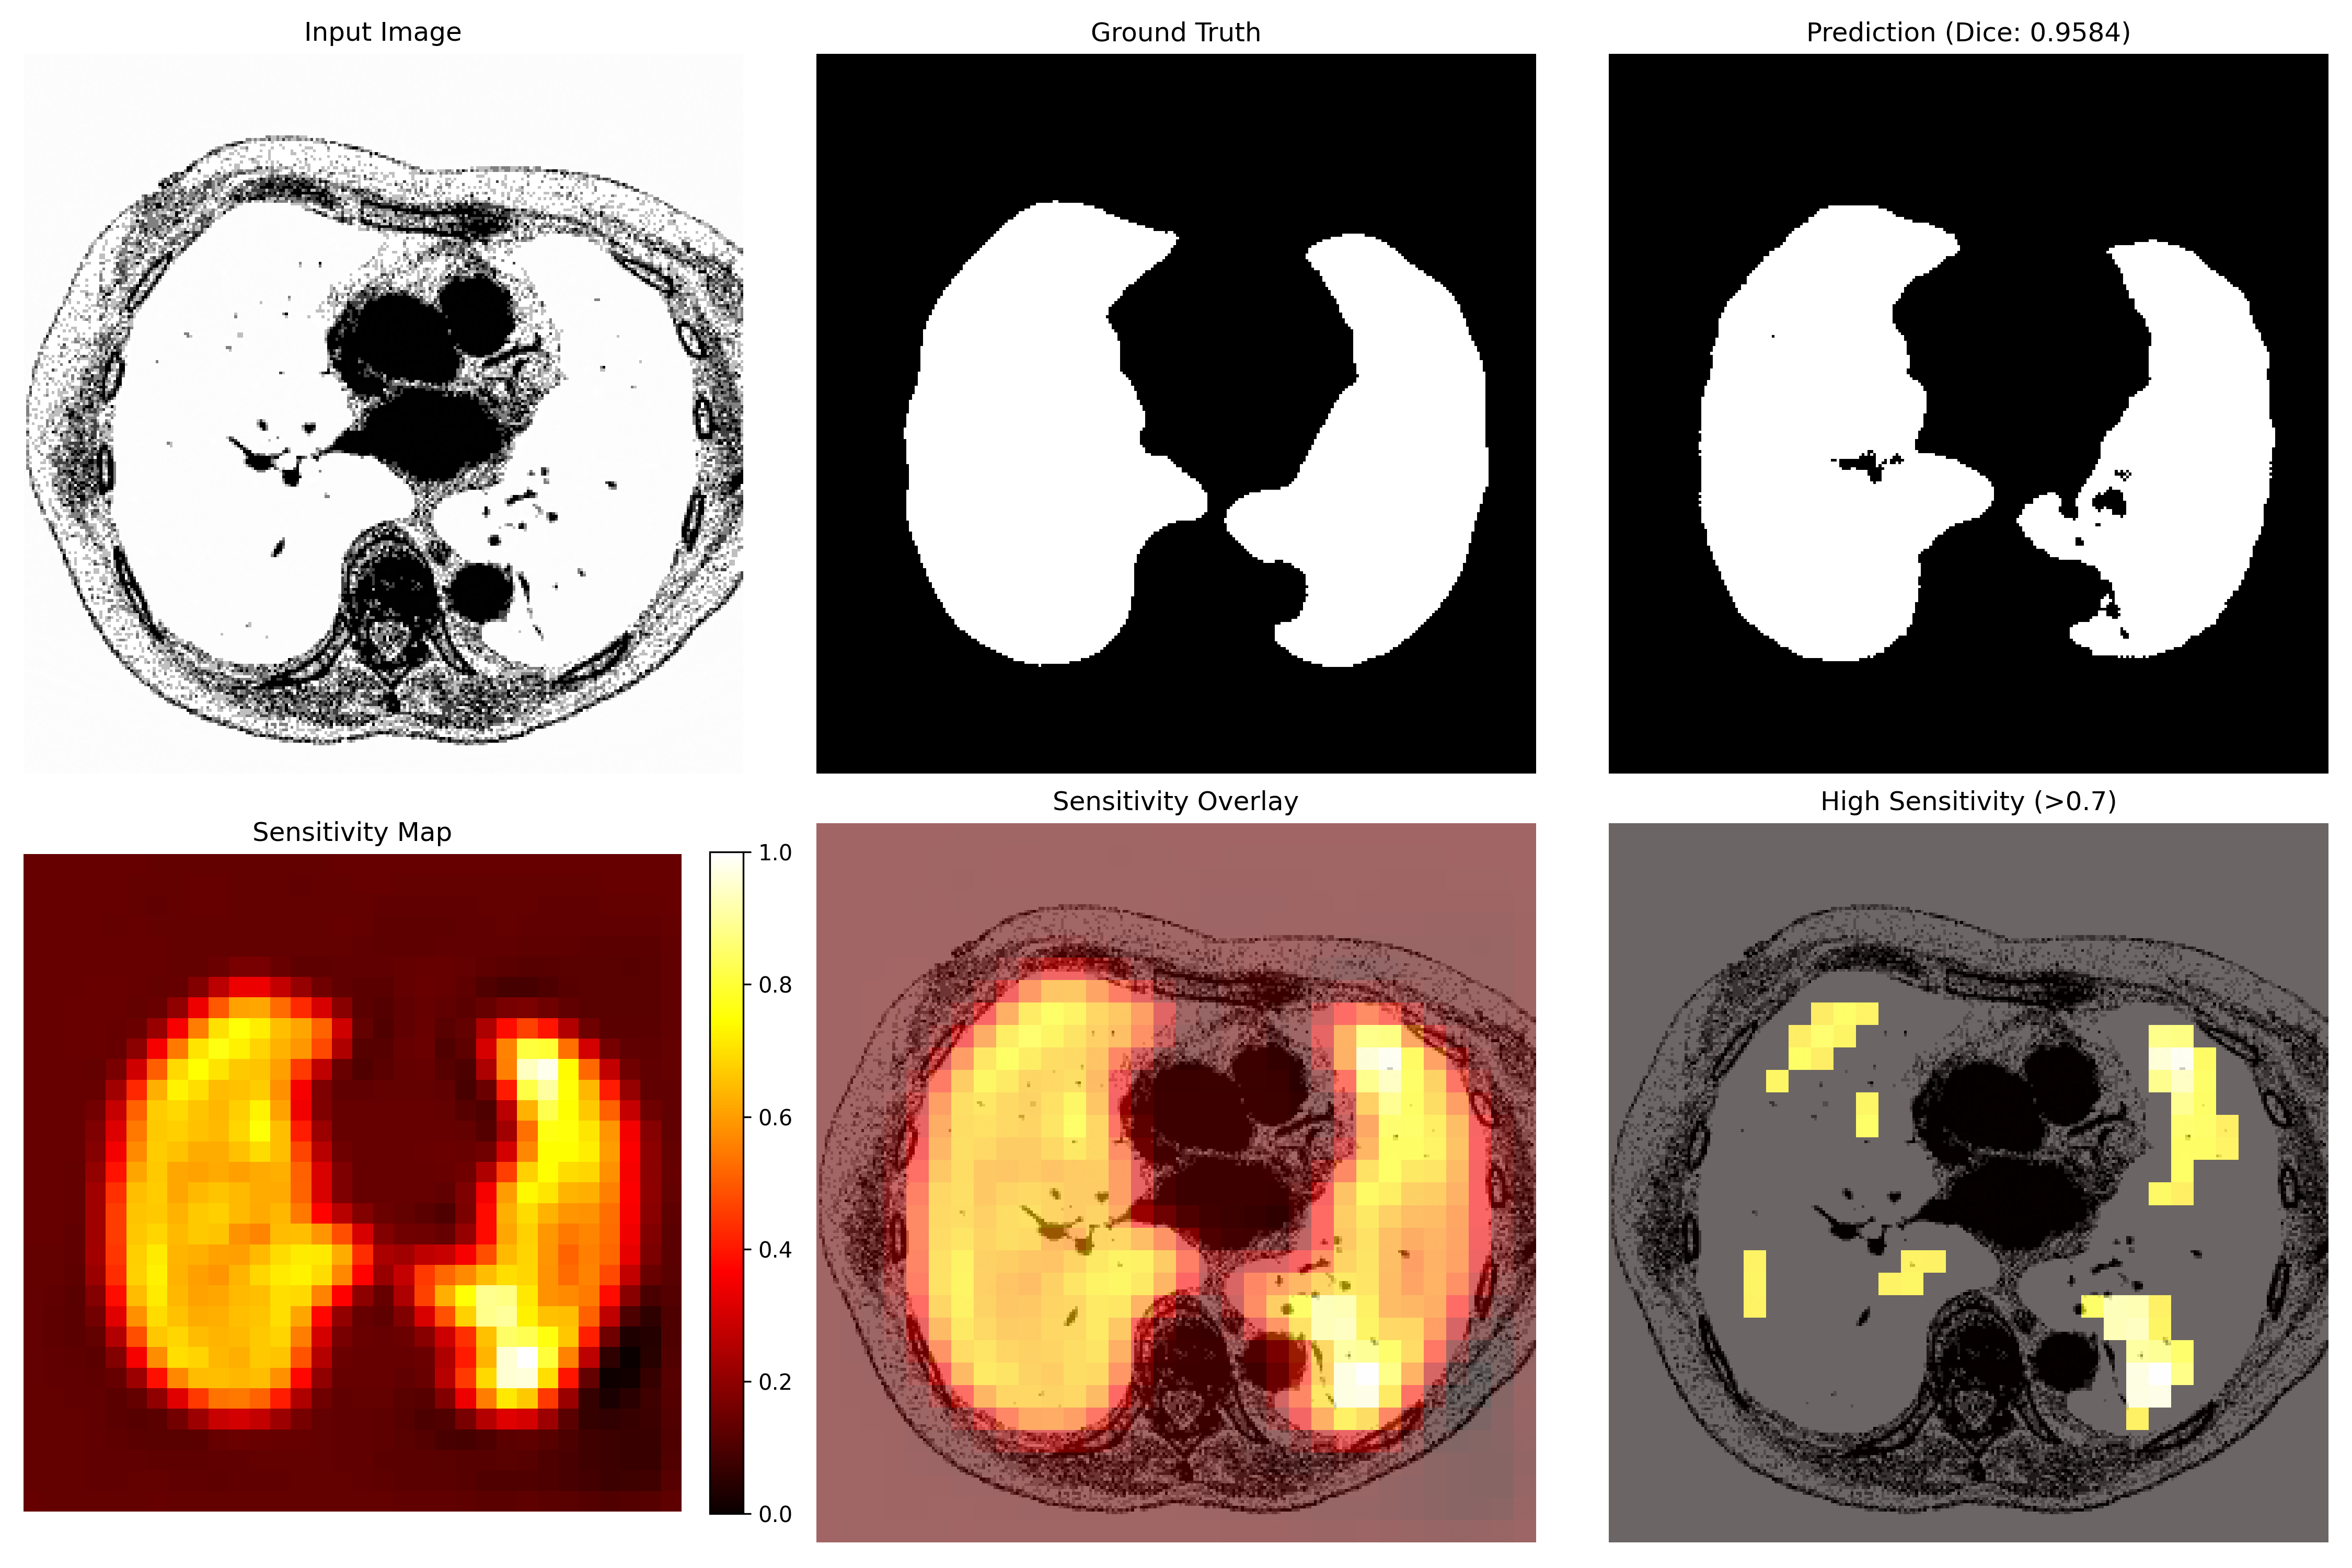 Input Image
Ground Truth
Prediction (Dice: 0.9584)
Sensitivity Map
Sensitivity Overlay
High Sensitivity (>0.7)
1.0
0.8
0.6
0.4
0.2
0.0